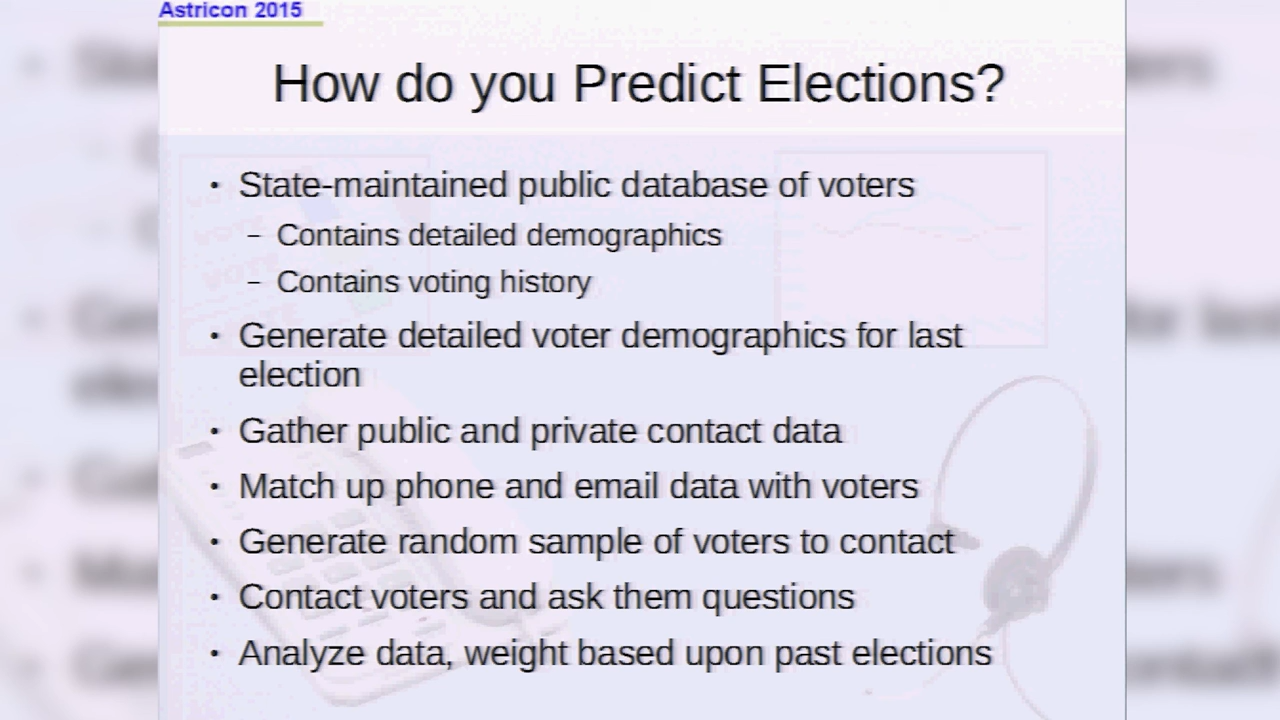 Astricon 2015
How do you Predict Elections?
• State-maintained public database of voters
– Contains detailed demographics
– Contains voting history
• Generate detailed voter demographics for last
election
• Gather public and private contact data
• Match up phone and email data with voters
• Generate random sample of voters to contact
• Contact voters and ask them questions
• Analyze data, weight based upon past elections